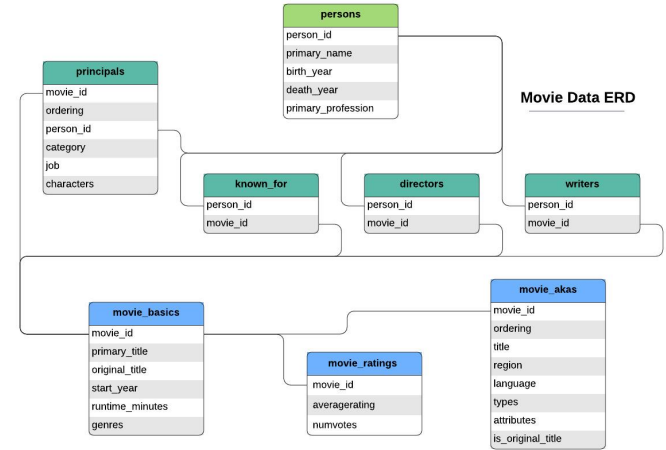 persons
person_id
primary_name
birth_year
death_year
primary_profession
Movie Data ERD
principals
movie_id
ordering
person_id
category
job
characters
known_for
person_id
movie_id
directors
person_id
movie_id
writers
person_id
movie_id
movie_basics
movie_id
primary_title
original_title
start_year
runtime_minutes
genres
movie_ratings
movie_id
averagerating
numvotes
movie_akas
movie_id
ordering
title
region
language
types
attributes
is_original_title